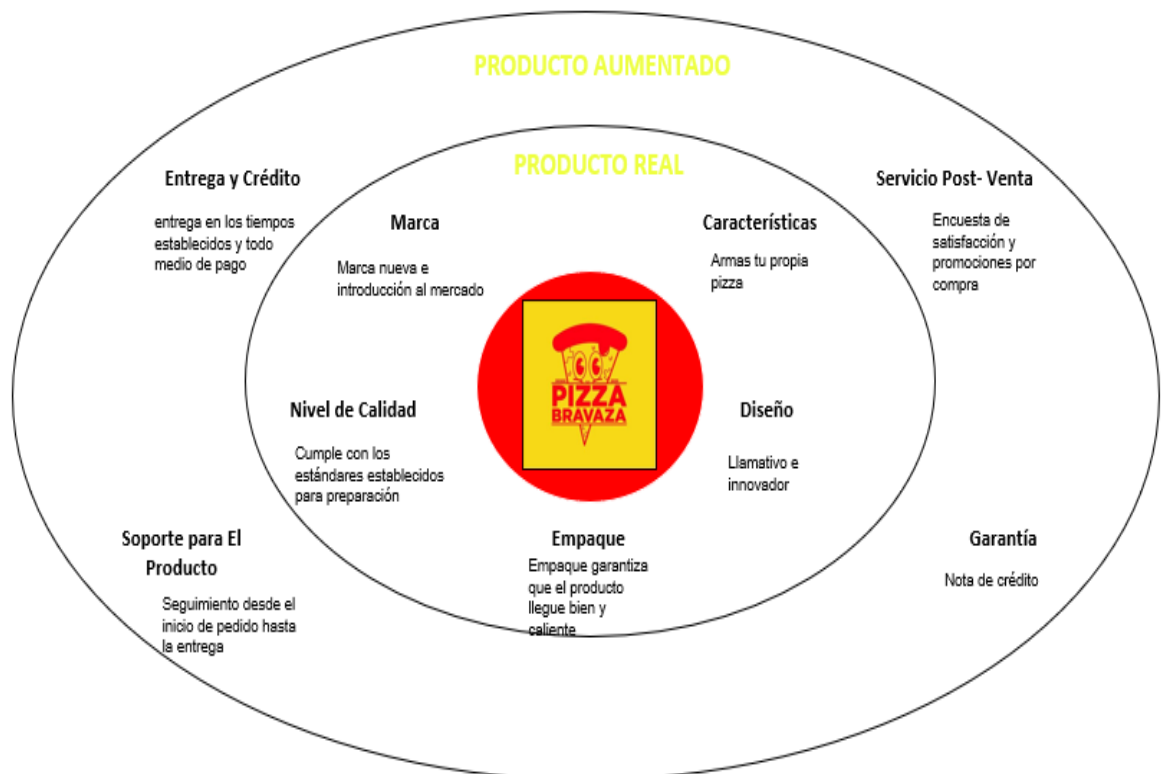 PRODUCTO AUMENTADO
PRODUCTO REAL
Entrega y Crédito
entrega en los tiempos
establecidos y todo
medio de pago
Marca
Marca nueva e
introducción al mercado
Características
Armas tu propia
pizza
Servicio Post- Venta
Encuesta de
satisfacción y
promociones por
compra
PIZZA
BRAVAZA
Nivel de Calidad
Cumple con los
estándares establecidos
para preparación
Diseño
Llamativo e
innovador
Soporte para El
Producto
Seguimiento desde el
inicio de pedido hasta
la entrega
Empaque
Empaque garantiza
que el producto
llegue bien y
caliente
Garantía
Nota de crédito